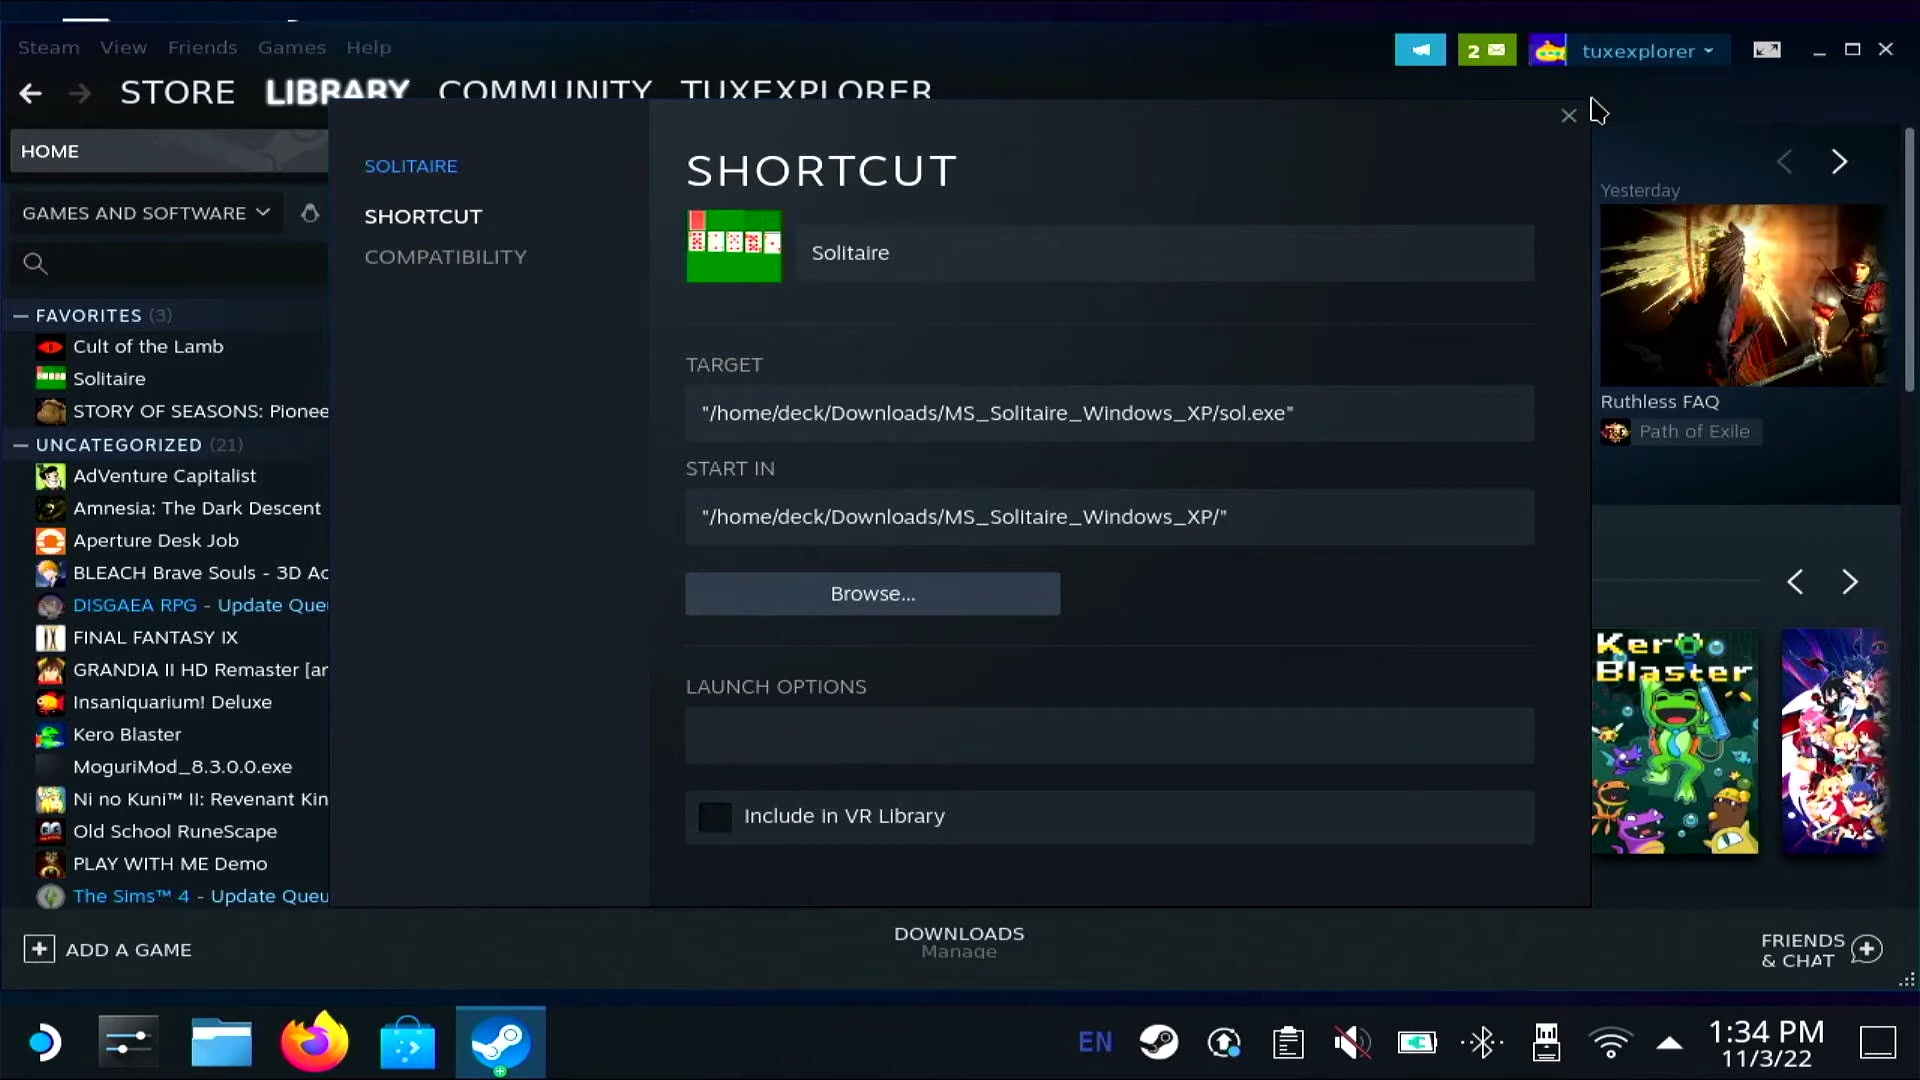 Steam View Friends Games Help
2
tuxexplorer
STORE LIBRARY COMMUNITY TUXEXPLORER
HOME
GAMES AND SOFTWARE
FAVORITES (3)
Cult of the Lamb
Solitaire
STORY OF SEASONS: Pionee
UNCATEGORIZED (21)
AdVenture Capitalist
Amnesia: The Dark Descent
Aperture Desk Job
BLEACH Brave Souls - 3D Ac
DISGAEA RPG - Update Queu
FINAL FANTASY IX
GRANDIA II HD Remaster [an
Insaniquarium! Deluxe
Kero Blaster
MoguriMod_8.3.0.0.exe
Ni no Kuni™ II: Revenant Kin
Old School RuneScape
PLAY WITH ME Demo
The Sims™ 4 - Update Queu
SOLITAIRE
SHORTCUT
COMPATIBILITY
SHORTCUT
Solitaire
TARGET
"/home/deck/Downloads/MS_Solitaire_Windows_XP/sol.exe"
START IN
"/home/deck/Downloads/MS_Solitaire_Windows_XP/"
Browse...
LAUNCH OPTIONS
Include in VR Library
Yesterday
Ruthless FAQ
Path of Exile
Kero
Blaster
ADD A GAME
DOWNLOADS
Manage
FRIENDS
& CHAT
EN
1:34 PM
11/3/22